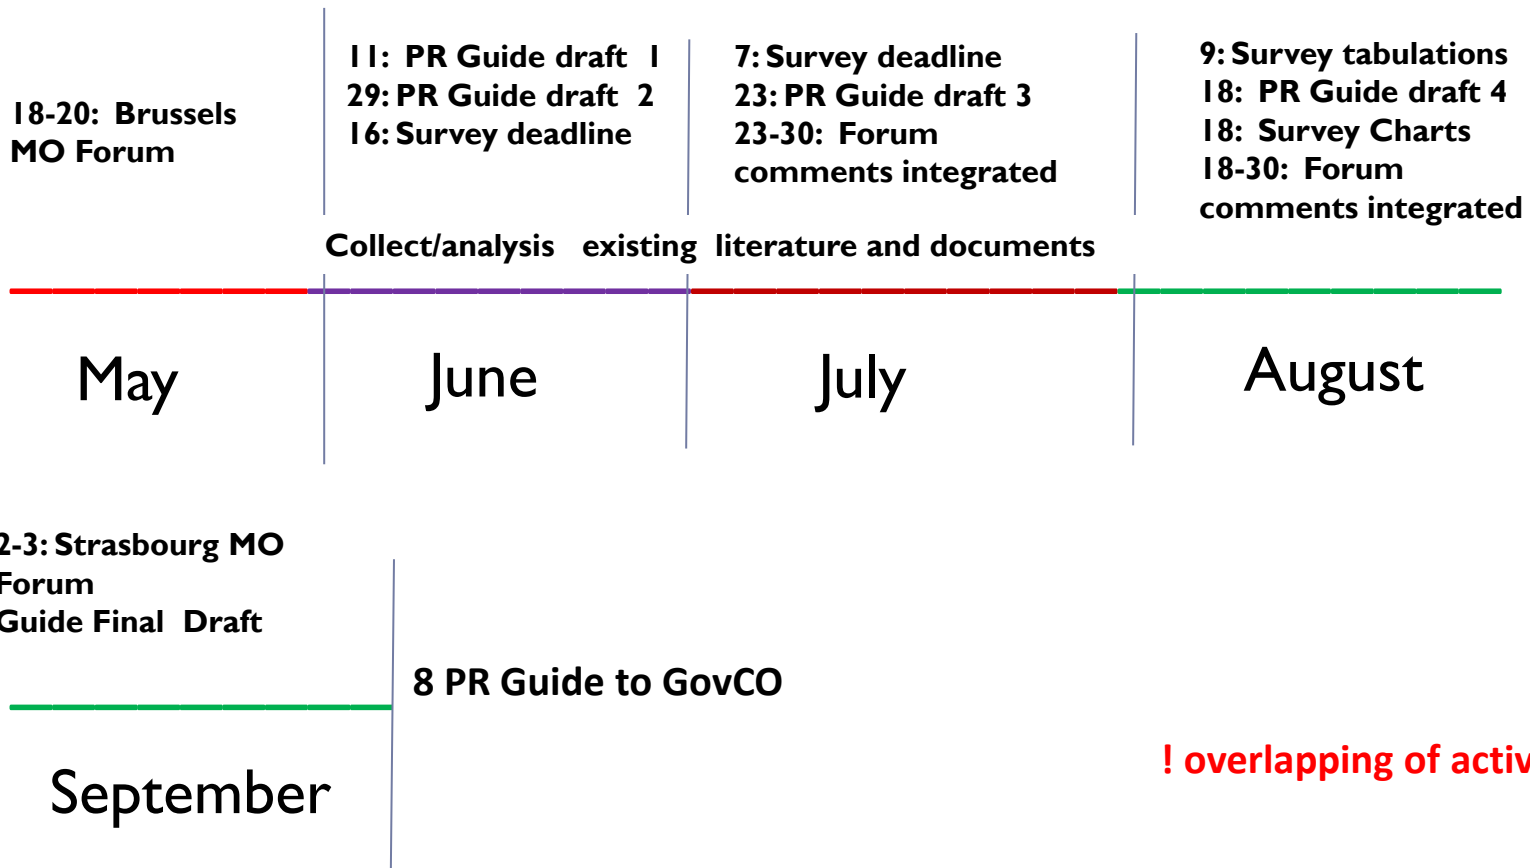 18-20: Brussels
MO Forum
11: PR Guide draft 1
29: PR Guide draft 2
16: Survey deadline
7: Survey deadline
23: PR Guide draft 3
23-30: Forum
comments integrated
9: Survey tabulations
18: PR Guide draft 4
18: Survey Charts
18-30: Forum
comments integrated
Collect/analysis existing literature and documents
May
June
July
August
2-3: Strasbourg MO
Forum
Guide Final Draft
8 PR Guide to GovCO
September
! overlapping of activ